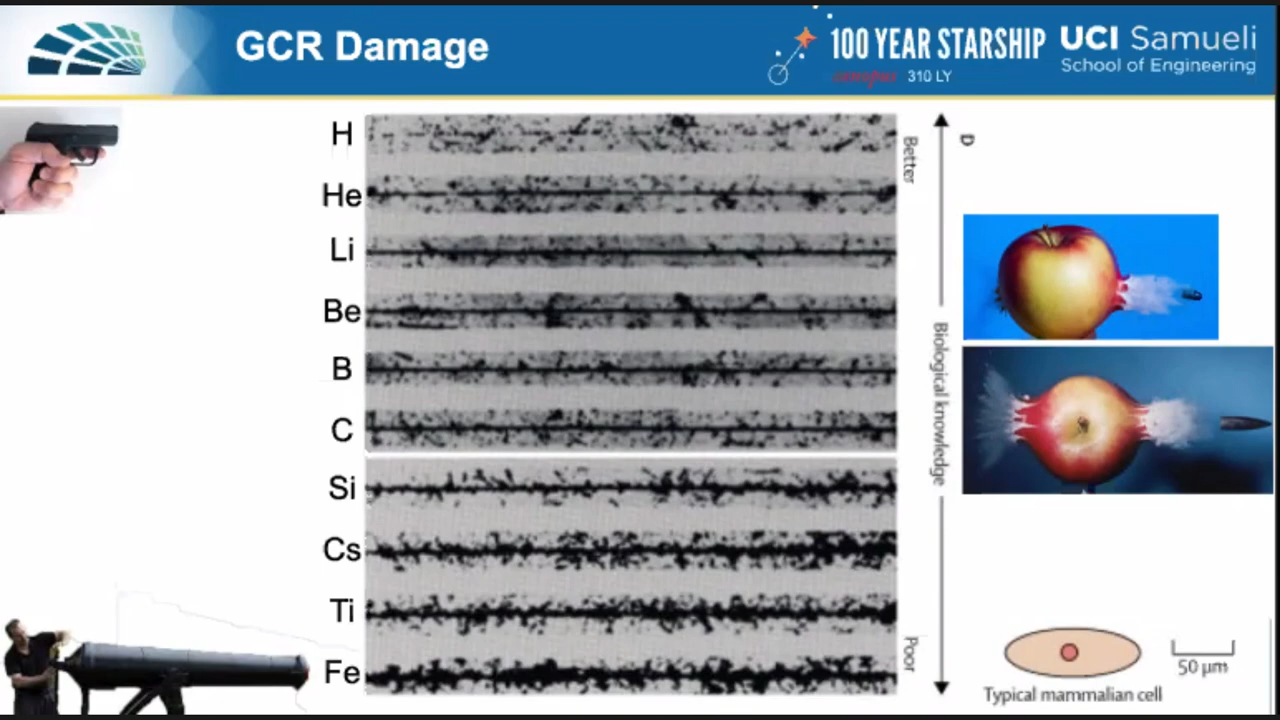 GCR Damage
100 YEAR STARSHIP
canopus 310 LY
UCI Samueli
School of Engineering
H
He
Li
Be
B
C
Si
Cs
Ti
Fe
Better
Biological knowledge
Poor
D
50 µm
Typical mammalian cell